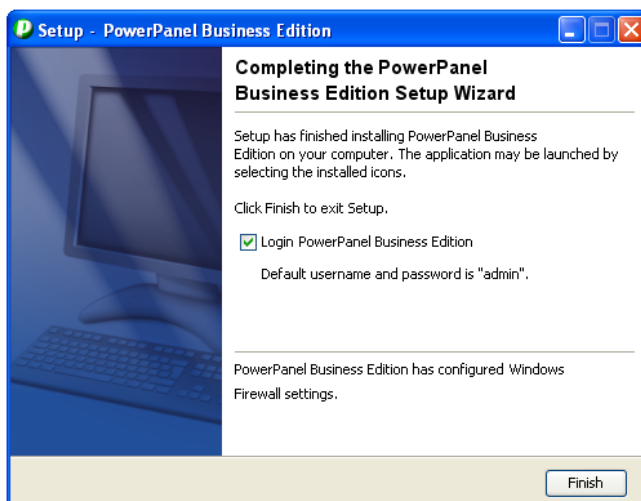 Setup - PowerPanel Business Edition
Completing the PowerPanel
Business Edition Setup Wizard
Setup has finished installing PowerPanel Business
Edition on your computer. The application may be launched by
selecting the installed icons.
Click Finish to exit Setup.
Login PowerPanel Business Edition
Default username and password is "admin".
PowerPanel Business Edition has configured Windows
Firewall settings.
Finish